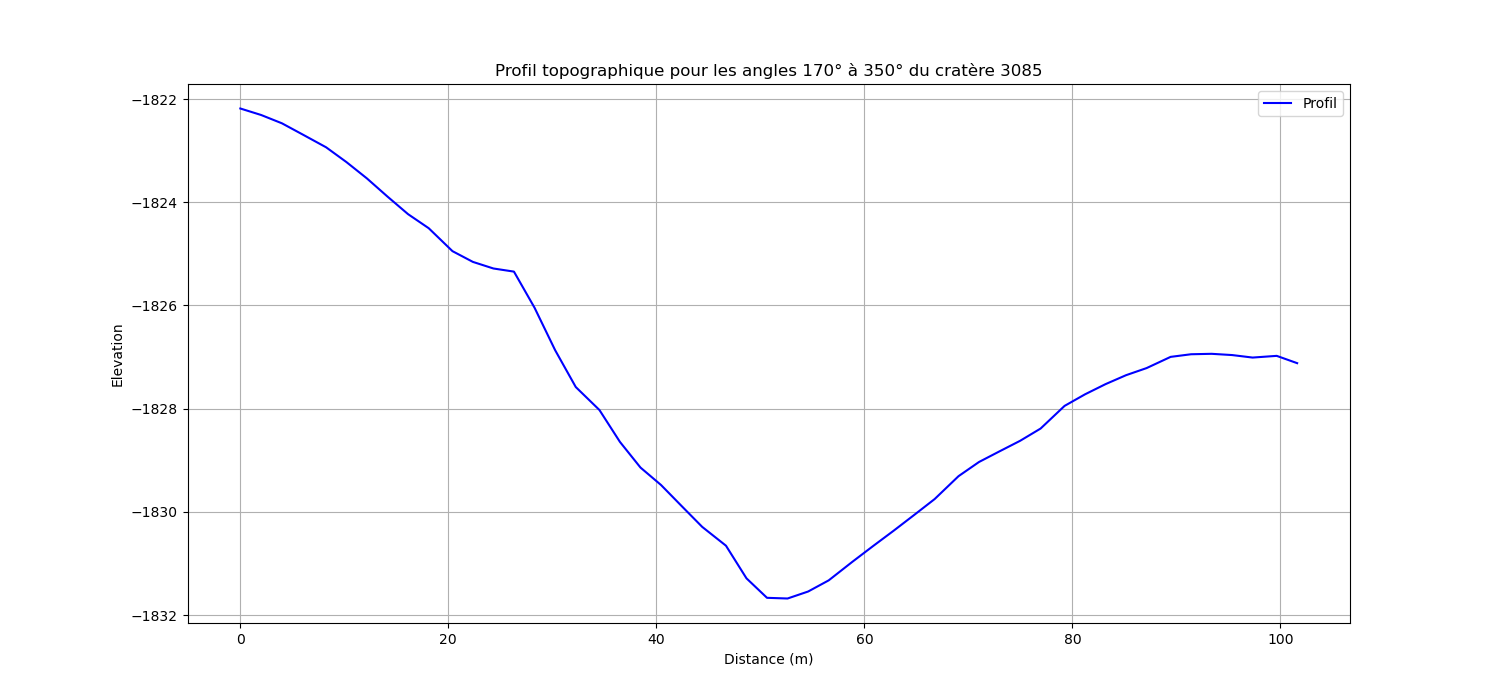 Profil topographique pour les angles 170° à 350° du cratère 3085
Profil
−1822
−1824
−1826
−1828
−1830
−1832
Elevation
0 20 40 60 80 100
Distance (m)